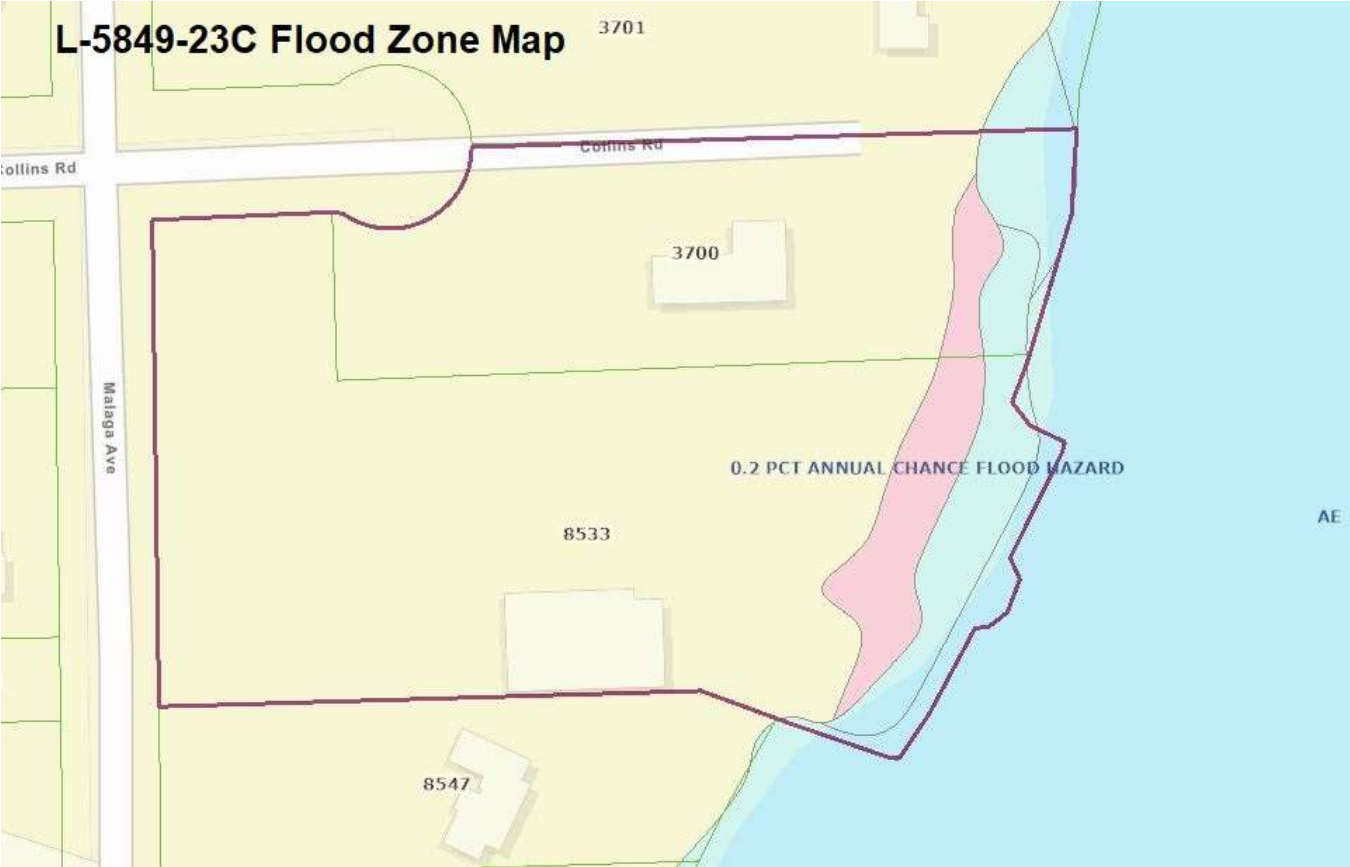 L-5849-23C Flood Zone Map
3701
Collins Rd
Collins Rd
3700
Malaga Ave
0.2 PCT ANNUAL CHANCE FLOOD HAZARD
AE
8533
8547